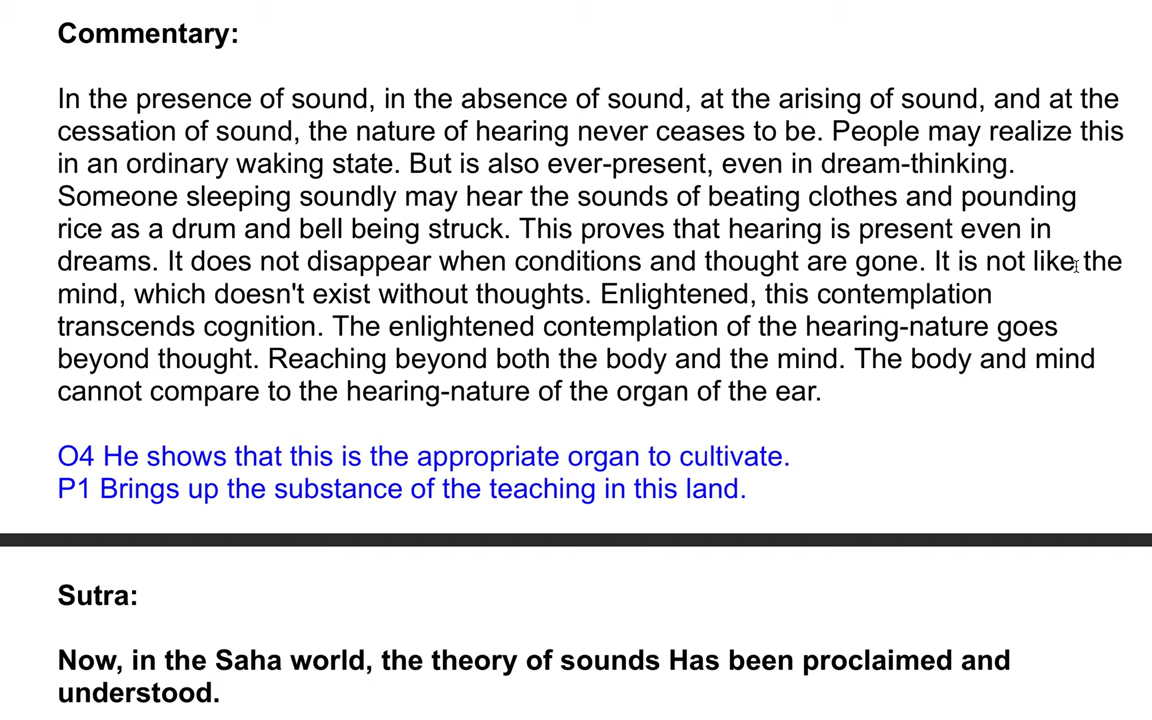 Commentary:
In the presence of sound, in the absence of sound, at the arising of sound, and at the
cessation of sound, the nature of hearing never ceases to be. People may realize this
in an ordinary waking state. But is also ever-present, even in dream-thinking.
Someone sleeping soundly may hear the sounds of beating clothes and pounding
rice as a drum and bell being struck. This proves that hearing is present even in
dreams. It does not disappear when conditions and thought are gone. It is not like the
mind, which doesn't exist without thoughts. Enlightened, this contemplation
transcends cognition. The enlightened contemplation of the hearing-nature goes
beyond thought. Reaching beyond both the body and the mind. The body and mind
cannot compare to the hearing-nature of the organ of the ear.
O4 He shows that this is the appropriate organ to cultivate.
P1 Brings up the substance of the teaching in this land.
Sutra:
Now, in the Saha world, the theory of sounds Has been proclaimed and
understood.